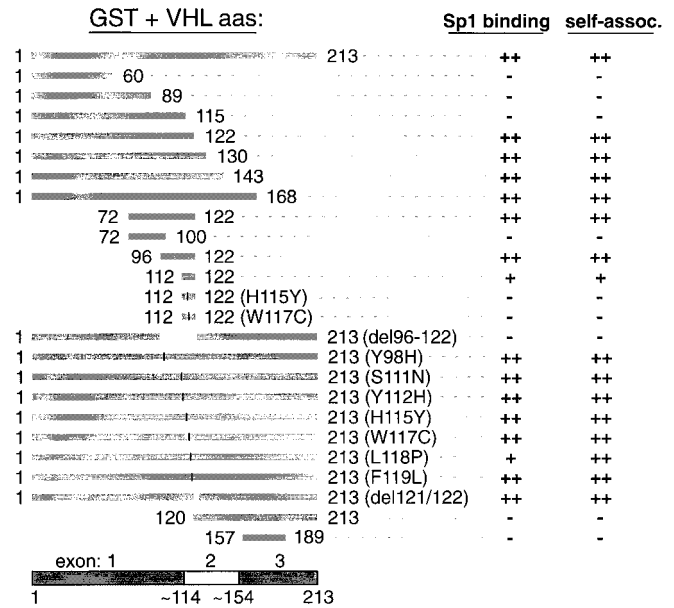 GST + VHL aas: Sp1 binding self-assoc.
1 213 ++ ++
1 60 - -
1 89 - -
1 115 - -
1 122 ++ ++
1 130 ++ ++
1 143 ++ ++
1 168 ++ ++
72 122 ++ ++
72 100 - -
96 122 ++ ++
112 122 + +
112 122 (H115Y) - -
112 122 (W117C) - -
1 213 (del96-122) - -
1 213 (Y98H) ++ ++
1 213 (S111N) ++ ++
1 213 (Y112H) ++ ++
1 213 (H115Y) ++ ++
1 213 (W117C) ++ ++
1 213 (L118P) + ++
1 213 (F119L) ++ ++
1 213 (del121/122) ++ ++
120 213 - -
157 189 - -
exon: 1 2 3
1 ~114 ~154 213